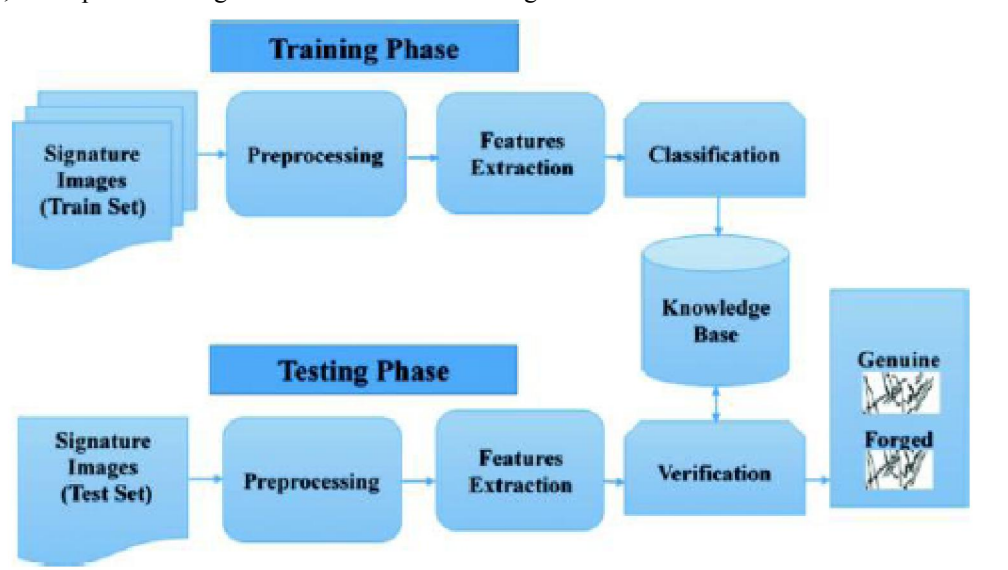 Training Phase
Signature
Images
(Train Set)
Preprocessing
Features
Extraction
Classification
Knowledge
Base
Testing Phase
Signature
Images
(Test Set)
Preprocessing
Features
Extraction
Verification
Genuine
Forged